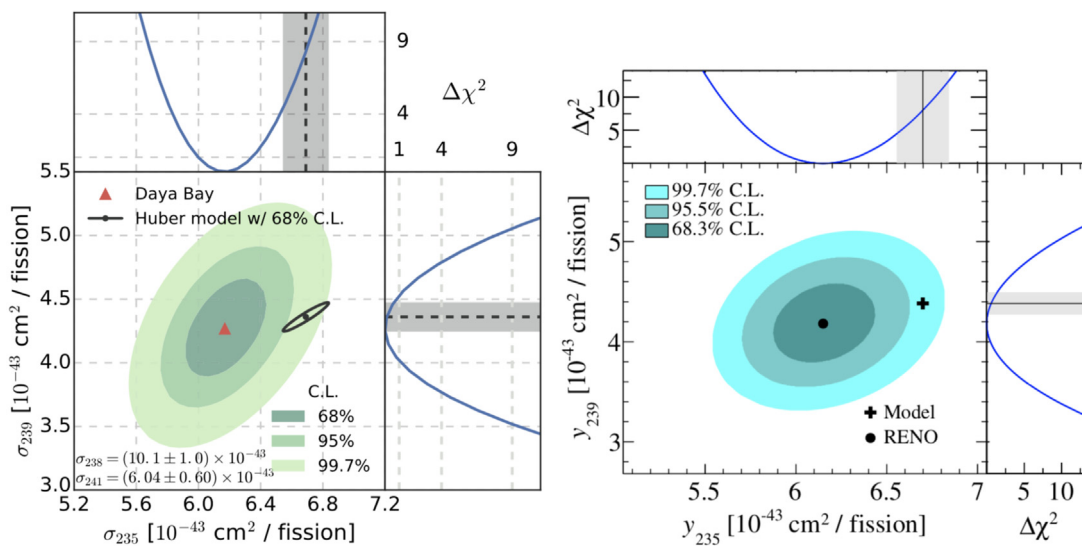 9
4
1
Δχ²
1 4 9
5.5
5.0
4.5
4.0
3.5
3.0
σ₂₃₉ [10⁻⁴³ cm² / fission]
Daya Bay
Huber model w/ 68% C.L.
C.L.
68%
95%
99.7%
σ₂₃₈ = (10.1 ± 1.0) × 10⁻⁴³
σ₂₄₁ = (6.04 ± 0.60) × 10⁻⁴³
5.2 5.6 6.0 6.4 6.8 7.2
σ₂₃₅ [10⁻⁴³ cm² / fission]
Δχ²
10
5
99.7% C.L.
95.5% C.L.
68.3% C.L.
y₂₃₉ [10⁻⁴³ cm² / fission]
5
4
3
Model
RENO
5.5 6 6.5 7
y₂₃₅ [10⁻⁴³ cm² / fission]
5 10
Δχ²